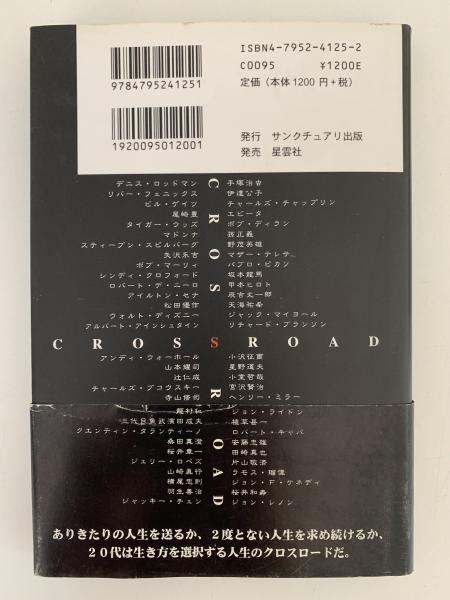 ISBN4-7952-4125-2
C0095 ¥1200E
定価(本体1200円+税)
9784795241251
1920095012001
発行 サンクチュアリ出版
発売 星雲社
CROSSROAD
デニス・ロッドマン
リバー・フェニックス
ビル・ゲイツ
尾崎豊
タイガー・ウッズ
マドンナ
スティーブン・スピルバーグ
矢沢永吉
ボブ・マーリィ
シンディ・クロフォード
ロバート・デ・ニーロ
アイルトン・セナ
松田優作
ウォルト・ディズニー
アルバート・アインシュタイン
手塚治虫
伊達公子
チャールズ・チャップリン
エビータ
ボブ・ディラン
孫正義
野茂英雄
マザー・テレサ
パブロ・ピカソ
坂本龍馬
甲本ヒロト
辰吉丈一郎
天海祐希
ジャック・マイヨール
リチャード・ブランソン
CROSSROAD
アンディ・ウォーホール
山本耀司
辻仁成
チャールズ・ブコウスキー
寺山修司
龍村仁
三代目魚武濱田成夫
クエンティン・タランティーノ
桑田真澄
桜井章一
ジェリー・ロペス
山崎眞行
横尾忠則
羽生善治
ジャッキー・チェン
小沢征爾
星野道夫
小室哲哉
宮沢賢治
ヘンリー・ミラー
ジョン・ライドン
植草甚一
ロバート・キャパ
安藤忠雄
田崎真也
片山敬済
ラモス・瑠偉
ジョン・F・ケネディ
桜井和寿
ジョン・レノン
ありきたりの人生を送るか、2度とない人生を求め続けるか、
20代は生き方を選択する人生のクロスロードだ。